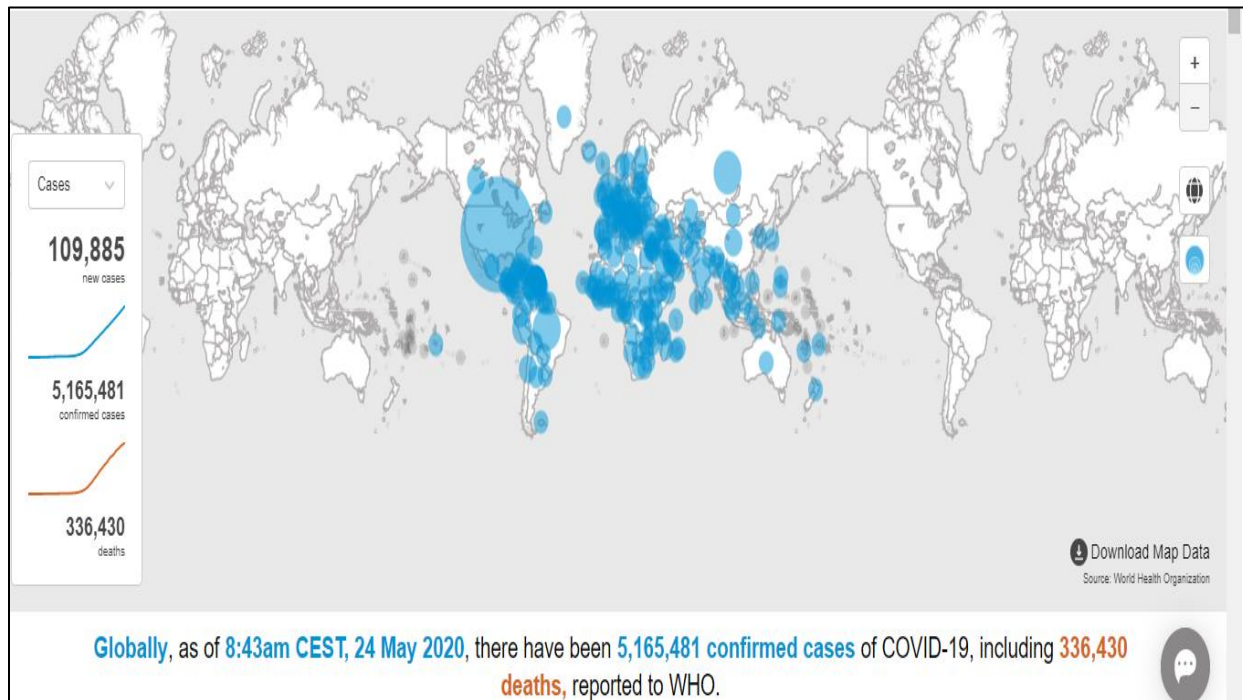 Cases
109,885
new cases
5,165,481
confirmed cases
336,430
deaths
+
−
Download Map Data
Source: World Health Organization
Globally, as of 8:43am CEST, 24 May 2020, there have been 5,165,481 confirmed cases of COVID-19, including 336,430
deaths, reported to WHO.